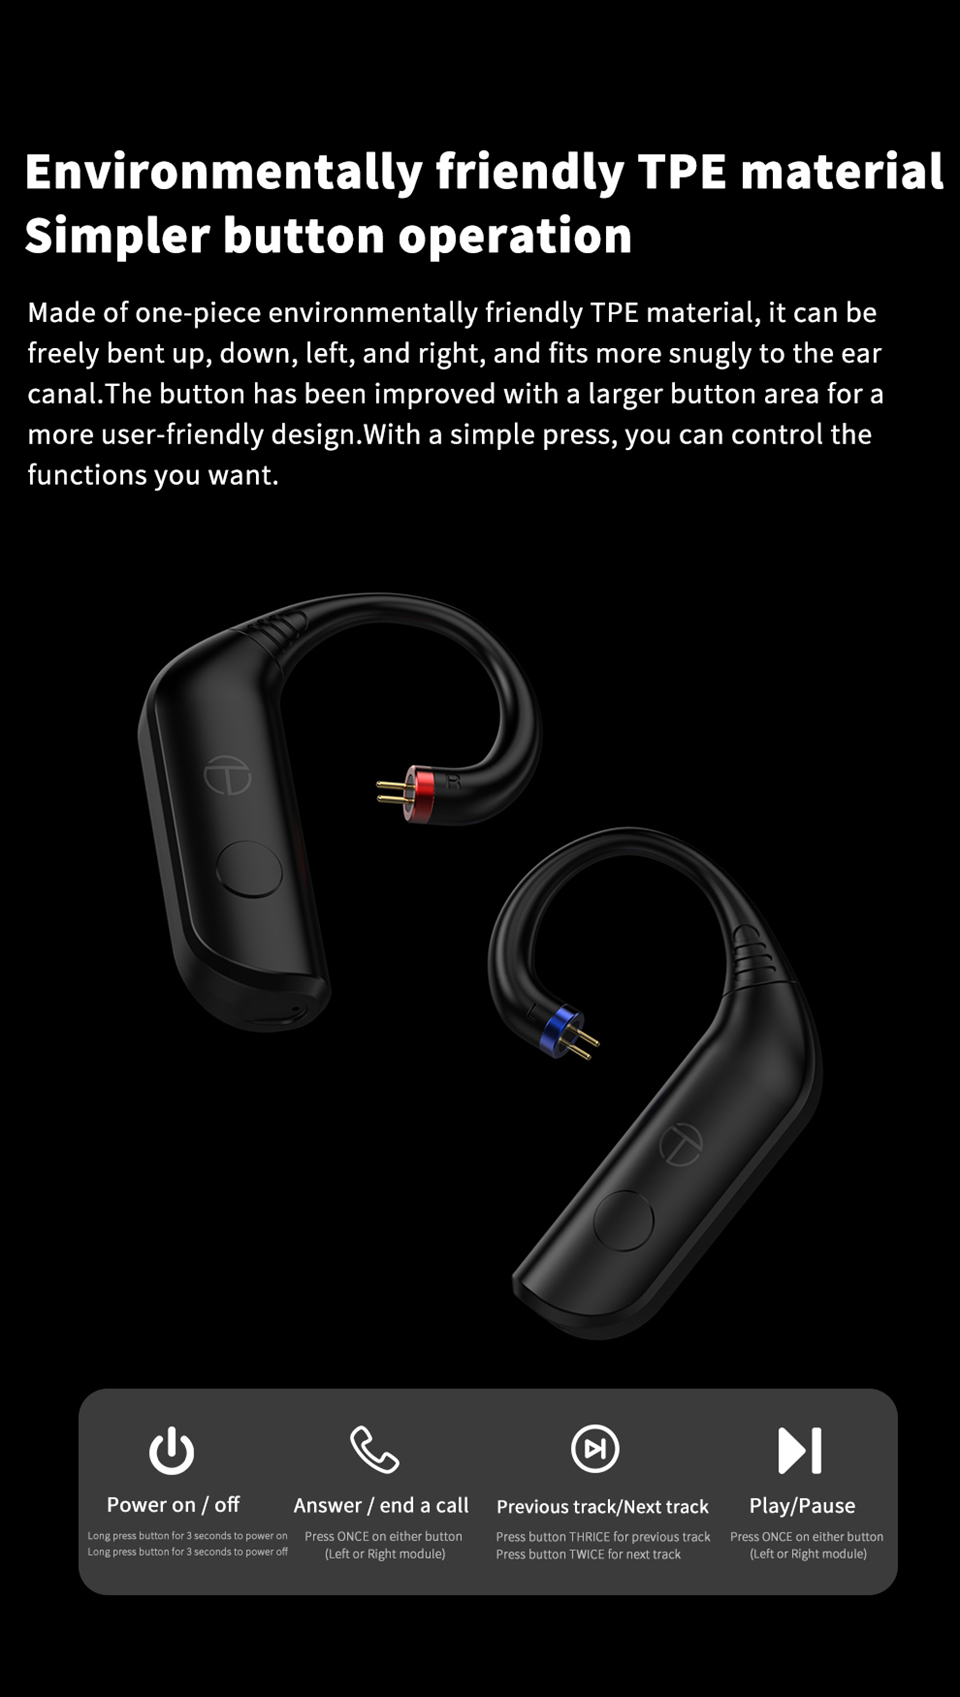 Environmentally friendly TPE material
Simpler button operation
Made of one-piece environmentally friendly TPE material, it can be
freely bent up, down, left, and right, and fits more snugly to the ear
canal.The button has been improved with a larger button area for a
more user-friendly design.With a simple press, you can control the
functions you want.
R
L
Power on / off
Long press button for 3 seconds to power on
Long press button for 3 seconds to power off
Answer / end a call
Press ONCE on either button
(Left or Right module)
Previous track/Next track
Press button THRICE for previous track
Press button TWICE for next track
Play/Pause
Press ONCE on either button
(Left or Right module)